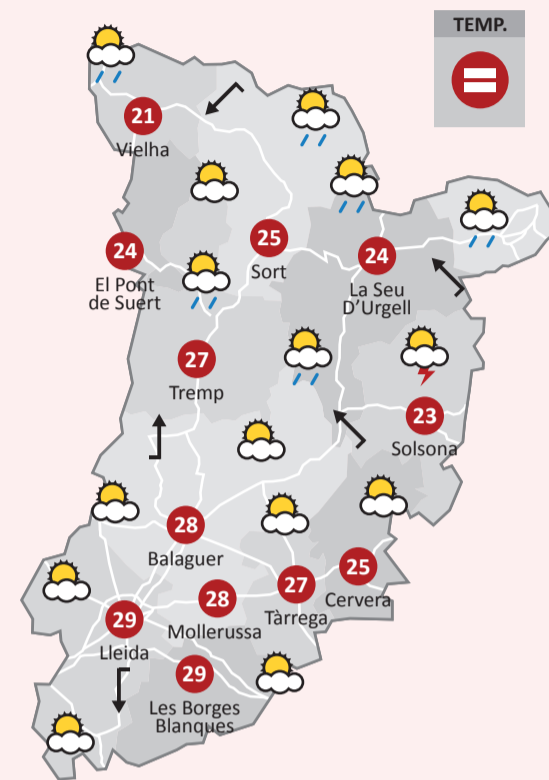 TEMP.
21
Vielha
24
El Pont
de Suert
25
Sort
24
La Seu
D'Urgell
27
Tremp
23
Solsona
28
Balaguer
28
Mollerussa
27
Tàrrega
25
Cervera
29
Lleida
29
Les Borges
Blanques